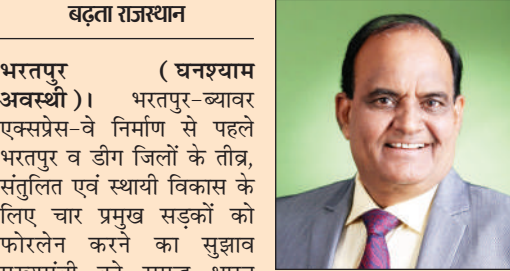 बढ़ता राजस्थान
भरतपुर (घनश्याम
अवस्थी)। भरतपुर-ब्यावर
एक्सप्रेस-वे निर्माण से पहले
भरतपुर व डीग जिलों के तीव्र,
संतुलित एवं स्थायी विकास के
लिए चार प्रमुख सड़कों को
फोरलेन करने का सुझाव